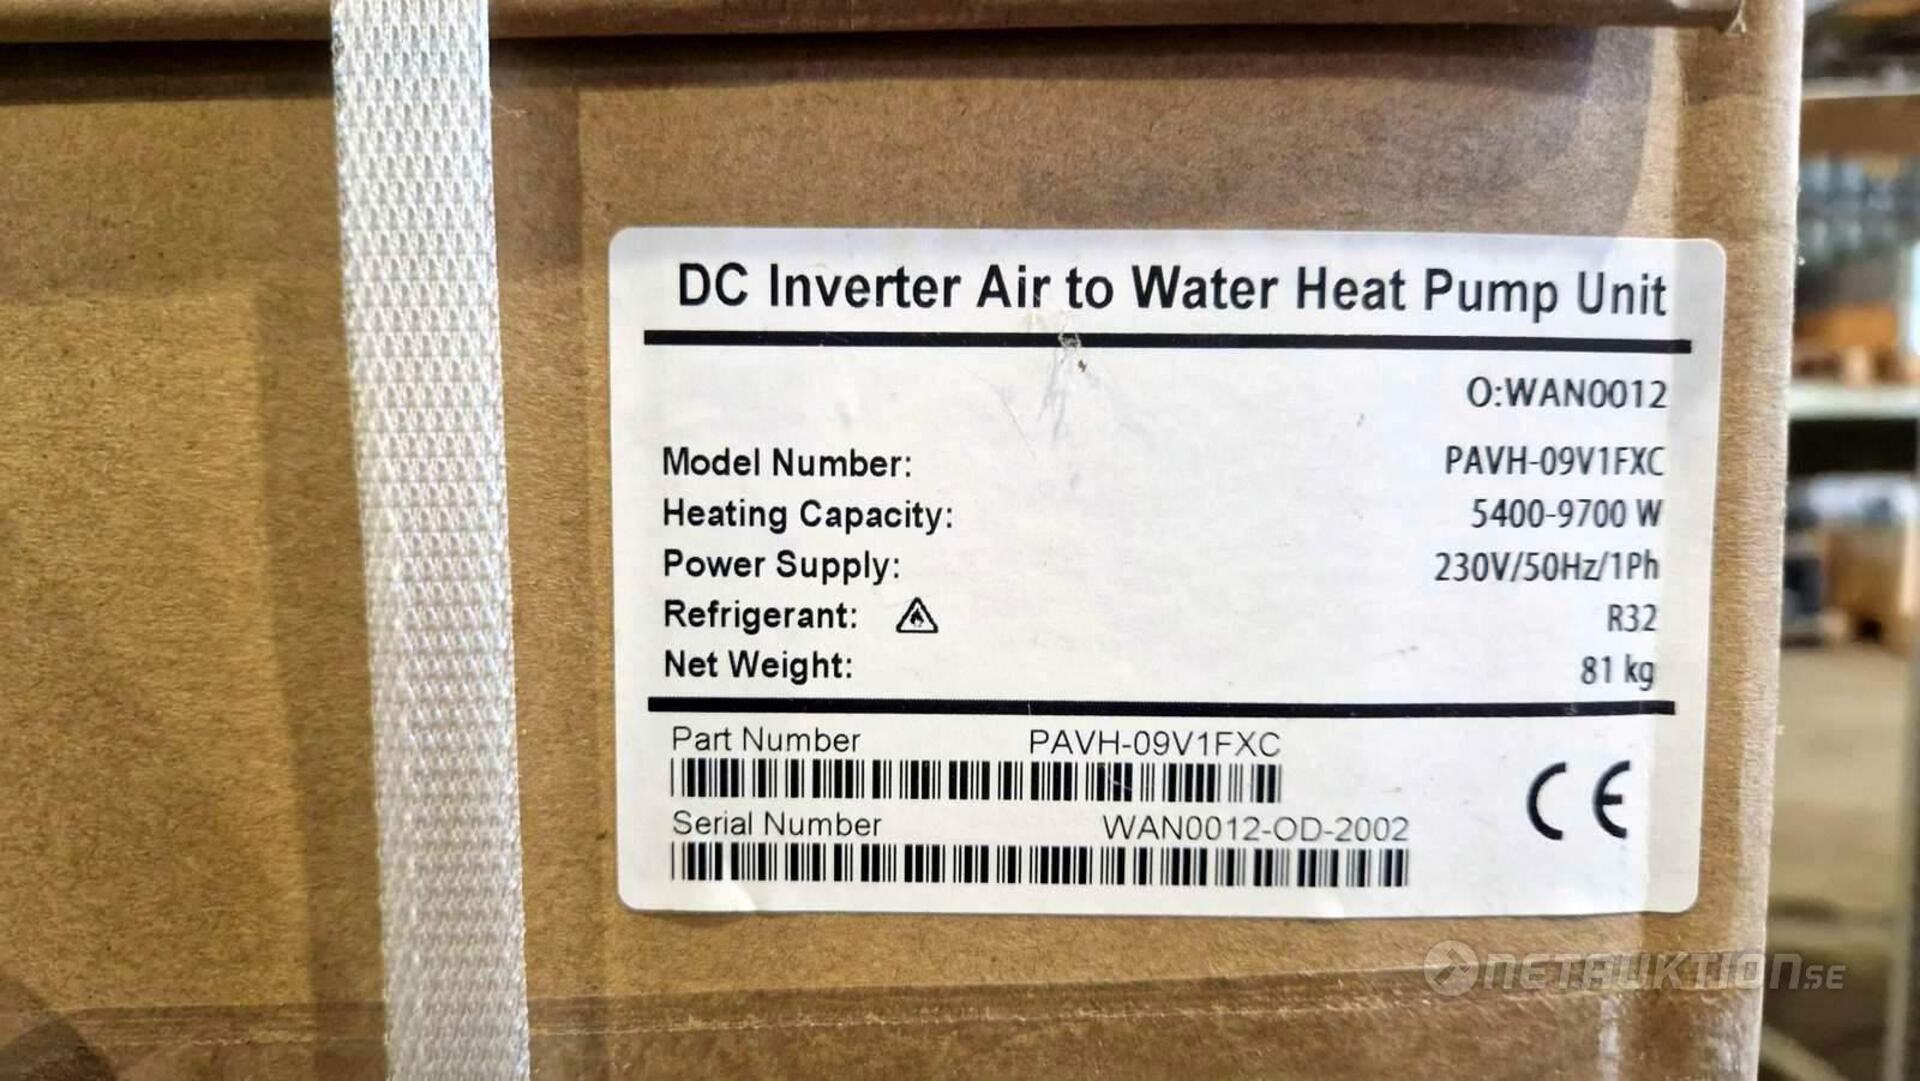 DC Inverter Air to Water Heat Pump Unit
O:WAN0012
Model Number: PAVH-09V1FXC
Heating Capacity: 5400-9700 W
Power Supply: 230V/50Hz/1Ph
Refrigerant: R32
Net Weight: 81 kg
Part Number PAVH-09V1FXC
Serial Number WAN0012-OD-2002
CE
NETAUKTION.SE